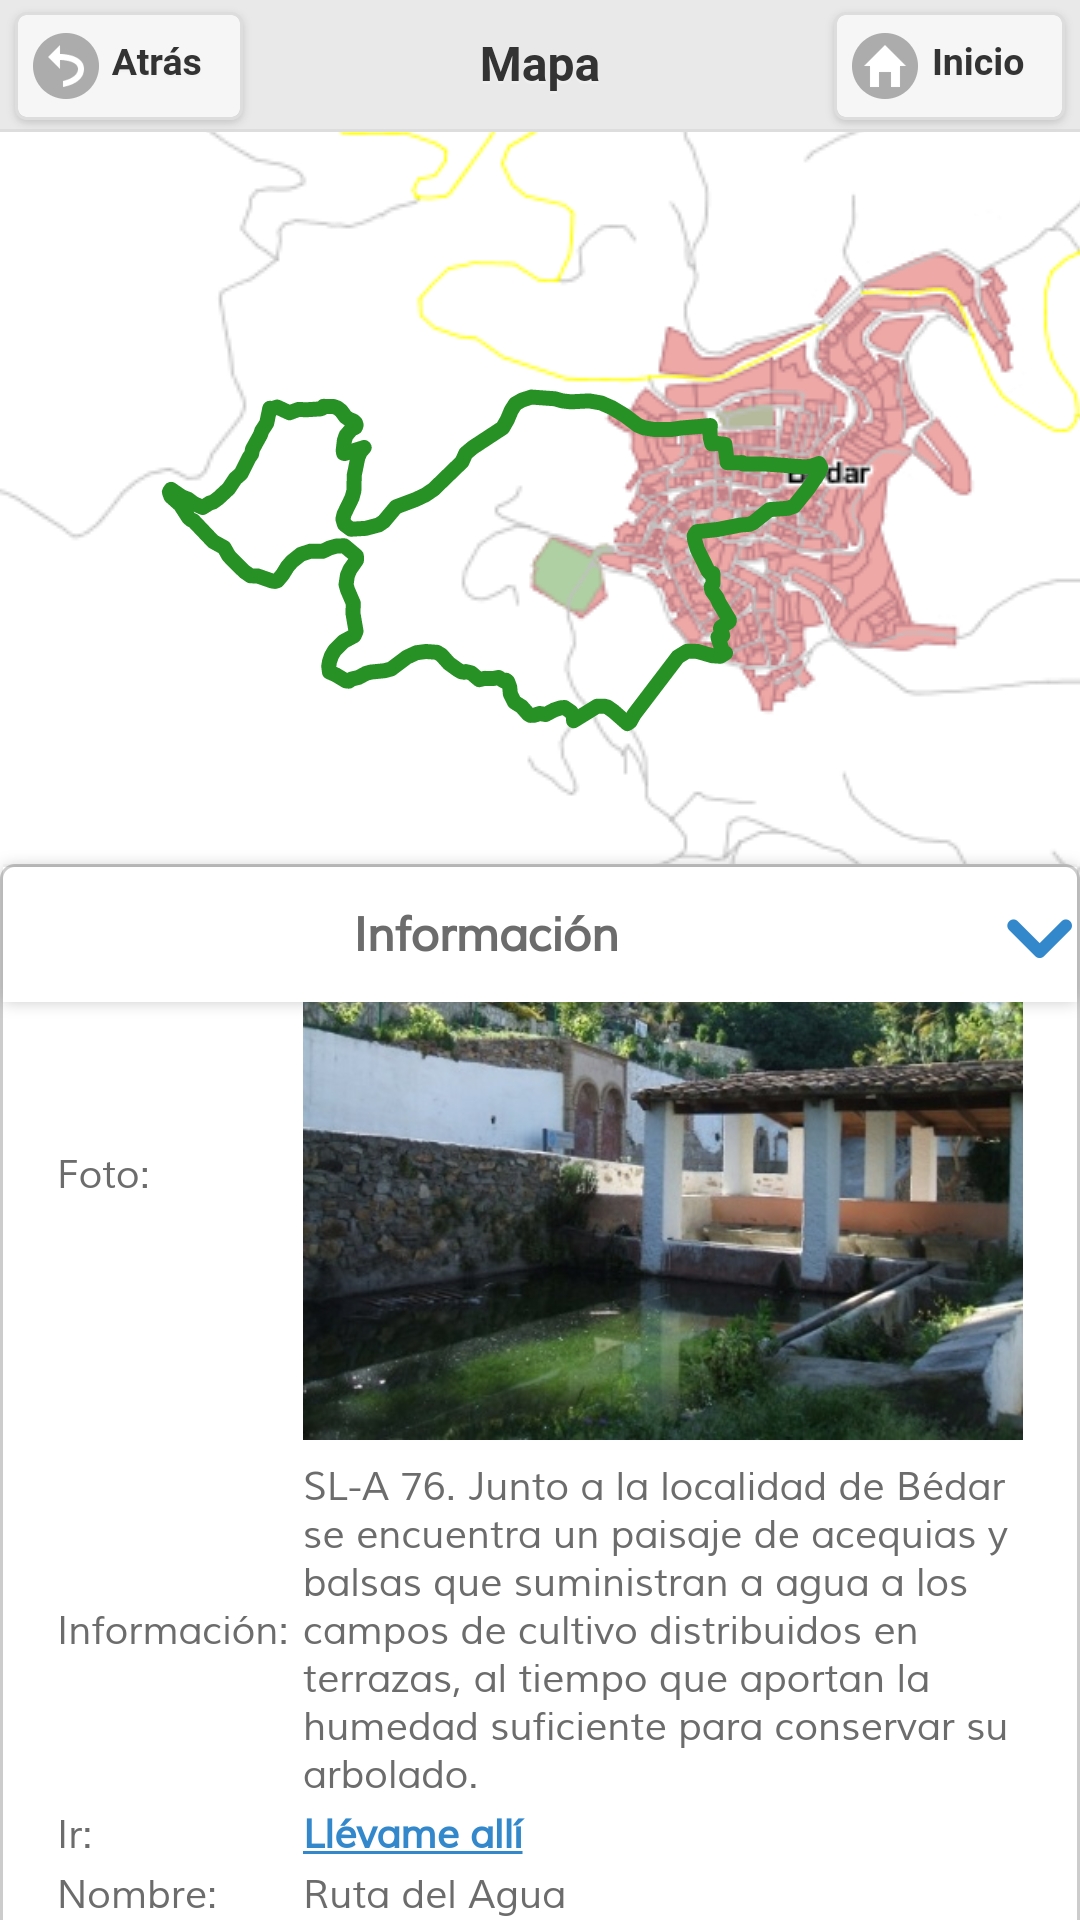 Atrás
Mapa
Inicio
Bédar
Información
Foto:
SL-A 76. Junto a la localidad de Bédar
se encuentra un paisaje de acequias y
balsas que suministran a agua a los
Información: campos de cultivo distribuidos en
terrazas, al tiempo que aportan la
humedad suficiente para conservar su
arbolado.
Ir: Llévame allí
Nombre: Ruta del Agua